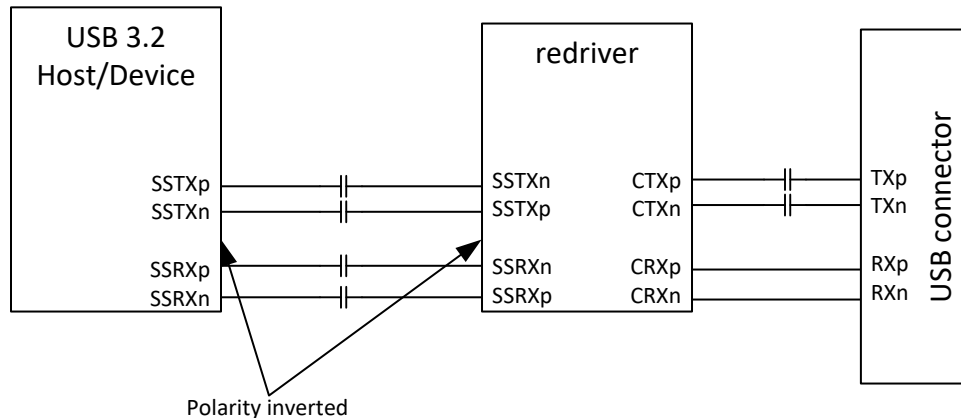 USB 3.2
Host/Device
redriver
USB connector
SSTXp
SSTXn
SSRXp
SSRXn
SSTXn
SSTXp
SSRXn
SSRXp
CTXp
CTXn
CRXp
CRXn
TXp
TXn
RXp
RXn
Polarity inverted